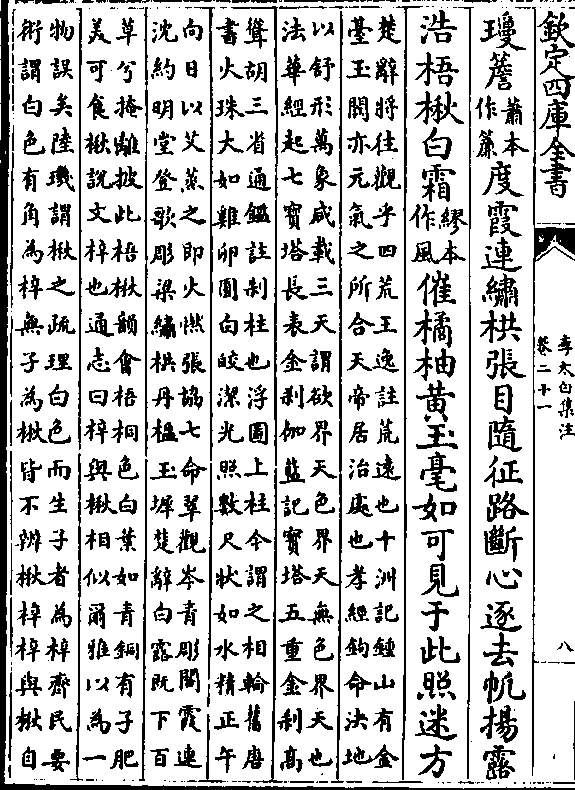 欽定四庫全書
李太白集注
卷二十一
八
瓊簷蕭本作簾度霞連繡栱張目隨征路斷心逐去帆揚露
浩梧楸白霜繆本作風催橘柚黃玉毫如可見于此照迷方
楚辭將往觀乎四荒王逸註荒遠也十洲記鍾山有金
臺玉闕亦元氣之所合天帝居治處也孝經鉤命決地
以舒形萬象咸載三天謂欲界天色界天無色界天也
法華經起七寶塔長表金刹伽藍記寶塔五重金刹高
聳胡三省通鑑註制柱也浮圖上柱今謂之相輪舊唐
書火珠大如雞卵圓白皎潔光照數尺狀如水精正午
向日以艾蒸之即火燃張協七命翠觀岑青彫閣霞連
沈約明堂登歌彫梁繡栱丹楹玉墀楚辭白露既下百
草兮掩離披此梧楸韻會梧桐色白葉如青銅有子肥
美可食楸說文梓也通志曰梓與楸相似爾雅以為一
物誤矣陸璣謂楸之疏理白色而生子者為梓齊民要
術謂白色有角為梓無子為楸皆不辨楸梓梓與楸自